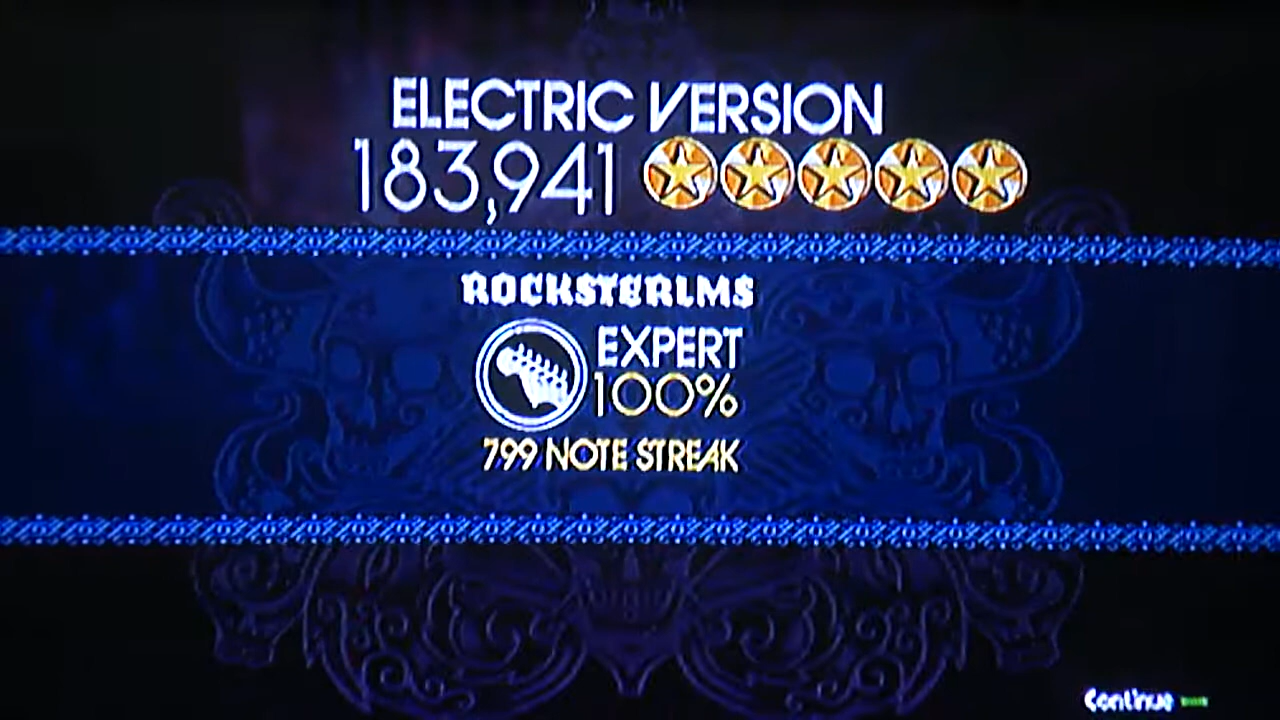 ELECTRIC VERSION
183,941
ROCKSTERLMS
EXPERT
100%
799 NOTE STREAK
Continue